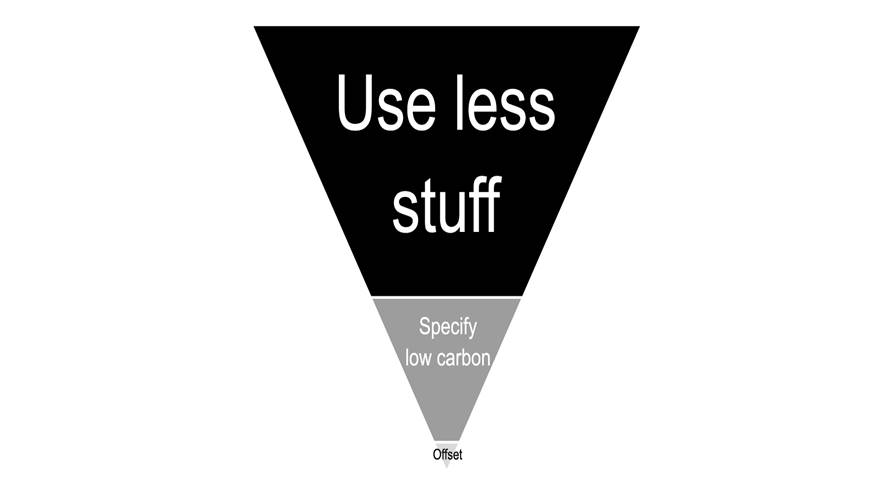 Use less
stuff
Specify
low carbon
Offset